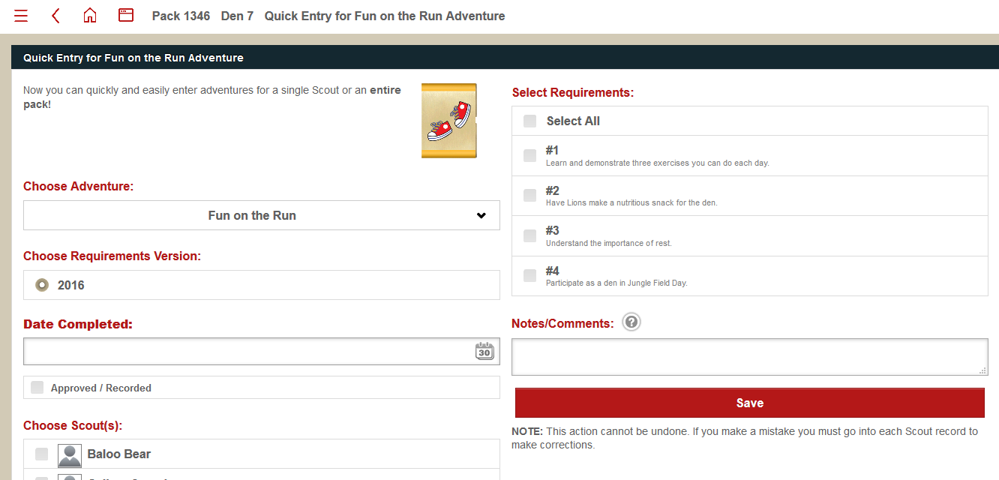 Pack 1346 Den 7 Quick Entry for Fun on the Run Adventure
Quick Entry for Fun on the Run Adventure
Now you can quickly and easily enter adventures for a single Scout or an entire
pack!
Choose Adventure:
Fun on the Run
Choose Requirements Version:
2016
Date Completed:
30
Approved / Recorded
Choose Scout(s):
Baloo Bear
Select Requirements:
Select All
#1
Learn and demonstrate three exercises you can do each day.
#2
Have Lions make a nutritious snack for the den.
#3
Understand the importance of rest.
#4
Participate as a den in Jungle Field Day.
Notes/Comments: ?
Save
NOTE: This action cannot be undone. If you make a mistake you must go into each Scout record to
make corrections.